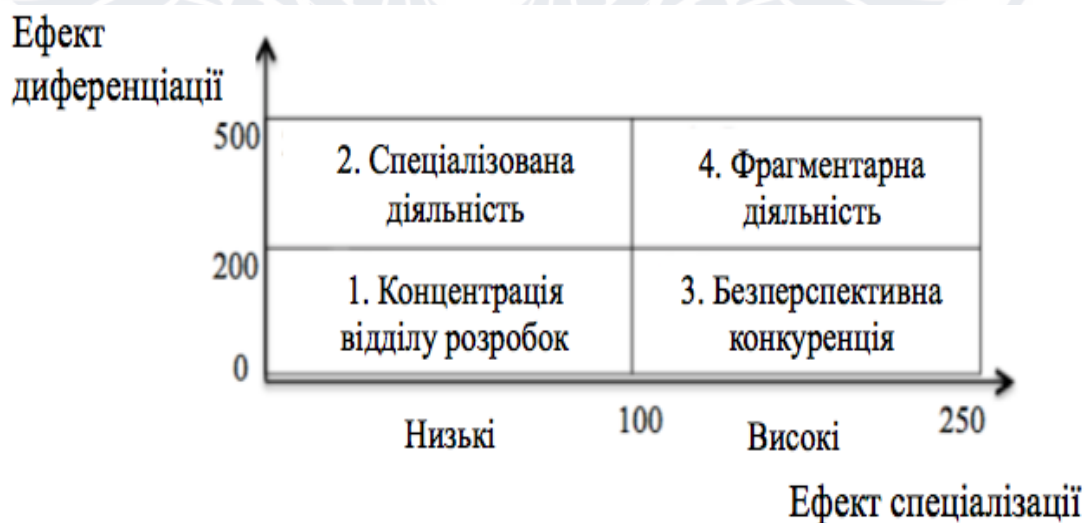 Ефект
диференціації
500
2. Спеціалізована
діяльність
4. Фрагментарна
діяльність
200
1. Концентрація
відділу розробок
3. Безперспективна
конкуренція
0
Низькі
100
Високі
250
Ефект спеціалізації